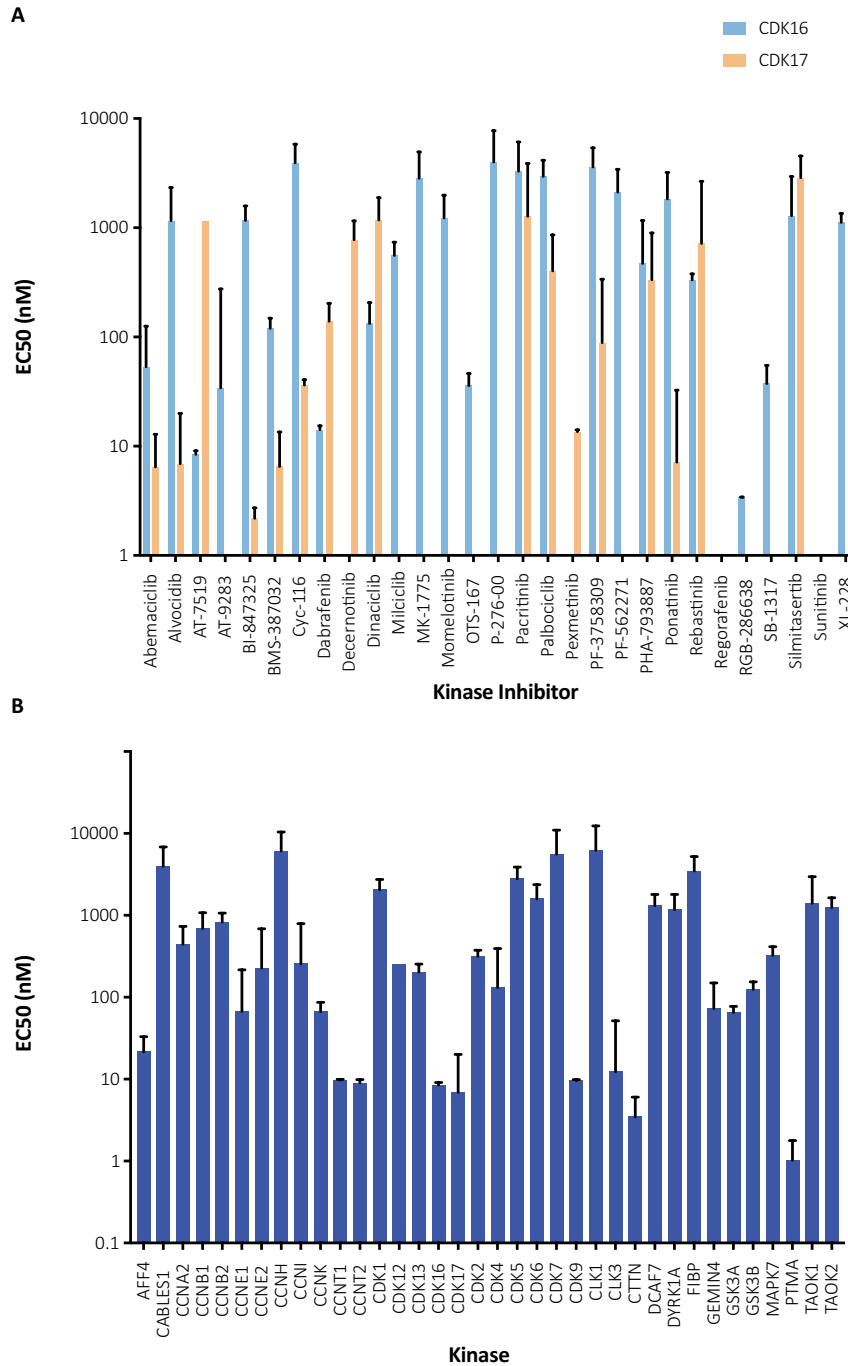 A
CDK16
CDK17
10000
1000
100
10
1
EC50 (nM)
Abemaciclib
Alvocidib
AT-7519
AT-9283
BI-847325
BMS-387032
Cyc-116
Dabrafenib
Decernotinib
Dinaciclib
Milciclib
MK-1775
Momelotinib
OTS-167
P-276-00
Pacritinib
Palbociclib
Pexmetinib
PF-3758309
PF-562271
PHA-793887
Ponatinib
Rebastinib
Regorafenib
RGB-286638
SB-1317
Silmitasertib
Sunitinib
XL-228
Kinase Inhibitor
B
10000
1000
100
10
1
0.1
EC50 (nM)
AFF4
CABLES1
CCNA2
CCNB1
CCNB2
CCNE1
CCNE2
CCNH
CCNI
CCNK
CCNT1
CCNT2
CDK1
CDK12
CDK13
CDK16
CDK17
CDK2
CDK4
CDK5
CDK6
CDK7
CDK9
CLK1
CLK3
CTTN
DCAF7
DYRK1A
FIBP
GEMIN4
GSK3A
GSK3B
MAPK7
PTMA
TAOK1
TAOK2
Kinase